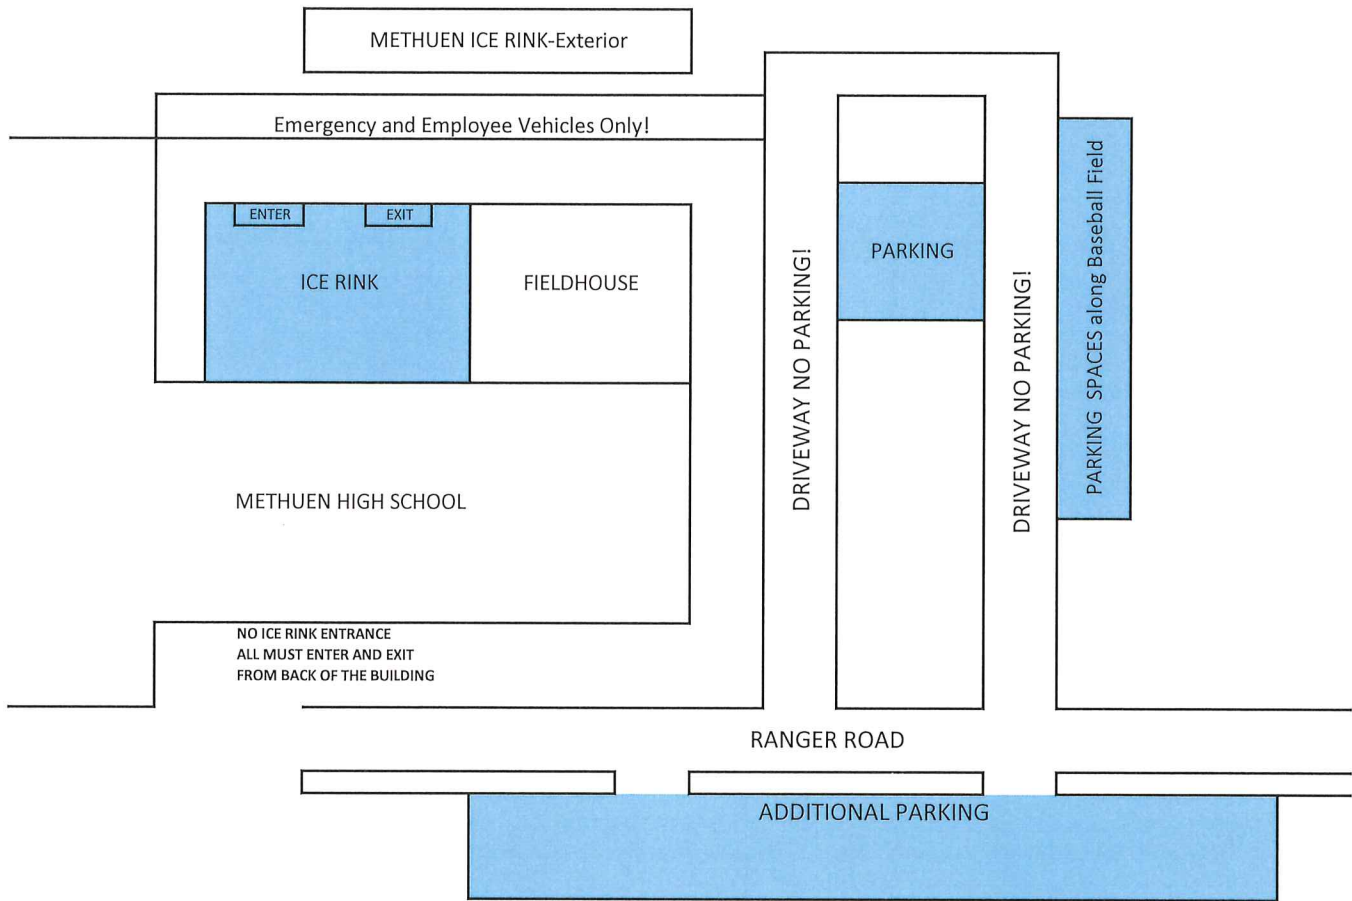 METHUEN ICE RINK-Exterior
Emergency and Employee Vehicles Only!
ENTER
EXIT
ICE RINK
FIELDHOUSE
PARKING
DRIVEWAY NO PARKING!
DRIVEWAY NO PARKING!
PARKING SPACES along Baseball Field
METHUEN HIGH SCHOOL
NO ICE RINK ENTRANCE
ALL MUST ENTER AND EXIT
FROM BACK OF THE BUILDING
RANGER ROAD
ADDITIONAL PARKING